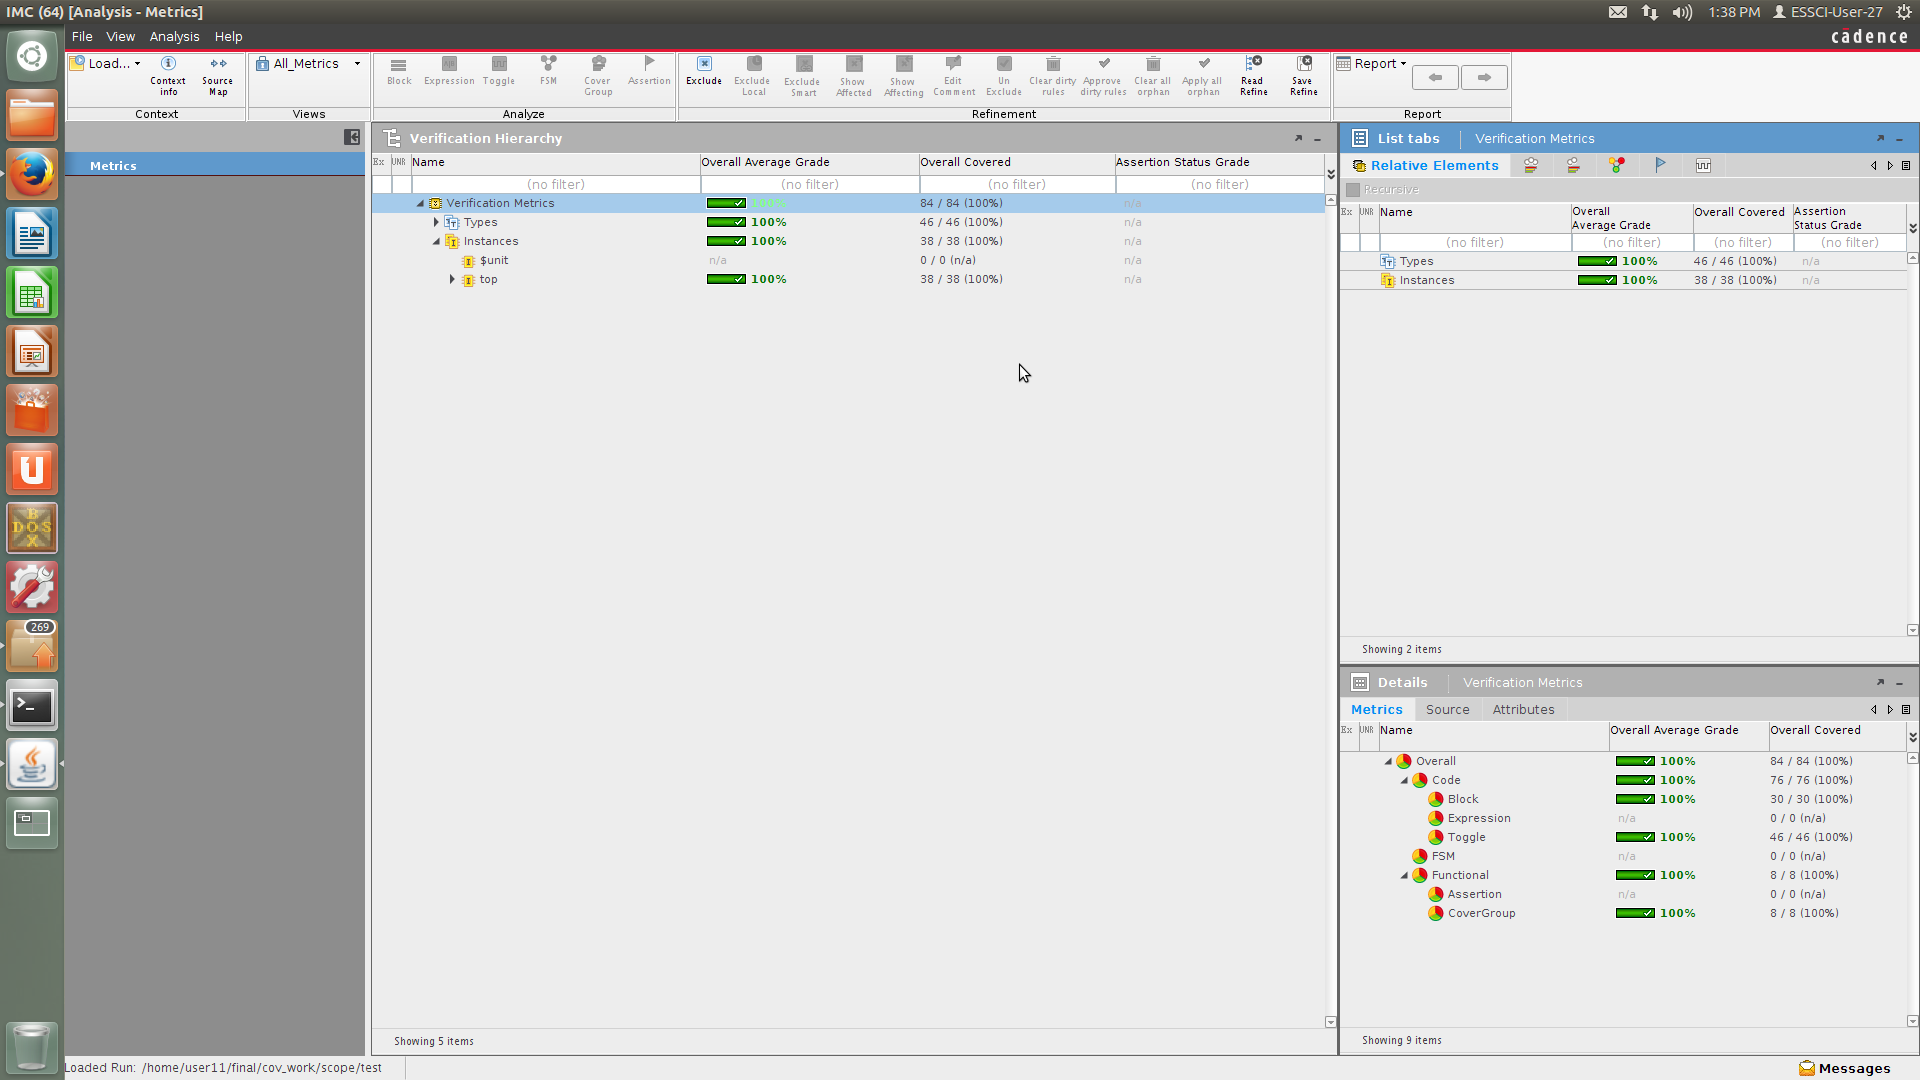 IMC (64) [Analysis - Metrics]
1:38 PM ESSCI-User-27
File View Analysis Help
cādence
Load... Context info Source Map
Context
All_Metrics
Views
Block Expression Toggle FSM Cover Group Assertion
Analyze
Exclude Exclude Local Exclude Smart Show Affected Show Affecting Edit Comment Un Exclude Clear dirty rules Approve dirty rules Clear all orphan Apply all orphan Read Refine Save Refine
Refinement
Report
Report
Metrics
Verification Hierarchy
Ex UNR Name Overall Average Grade Overall Covered Assertion Status Grade
(no filter) (no filter) (no filter) (no filter)
Verification Metrics 100% 84 / 84 (100%) n/a
Types 100% 46 / 46 (100%) n/a
Instances 100% 38 / 38 (100%) n/a
$unit n/a 0 / 0 (n/a) n/a
top 100% 38 / 38 (100%) n/a
Showing 5 items
List tabs Verification Metrics
Relative Elements
Recursive
Ex UNR Name Overall Average Grade Overall Covered Assertion Status Grade
(no filter) (no filter) (no filter) (no filter)
Types 100% 46 / 46 (100%) n/a
Instances 100% 38 / 38 (100%) n/a
Showing 2 items
Details Verification Metrics
Metrics Source Attributes
Ex UNR Name Overall Average Grade Overall Covered
Overall 100% 84 / 84 (100%)
Code 100% 76 / 76 (100%)
Block 100% 30 / 30 (100%)
Expression n/a 0 / 0 (n/a)
Toggle 100% 46 / 46 (100%)
FSM n/a 0 / 0 (n/a)
Functional 100% 8 / 8 (100%)
Assertion n/a 0 / 0 (n/a)
CoverGroup 100% 8 / 8 (100%)
Showing 9 items
269
Loaded Run: /home/user11/final/cov_work/scope/test
Messages